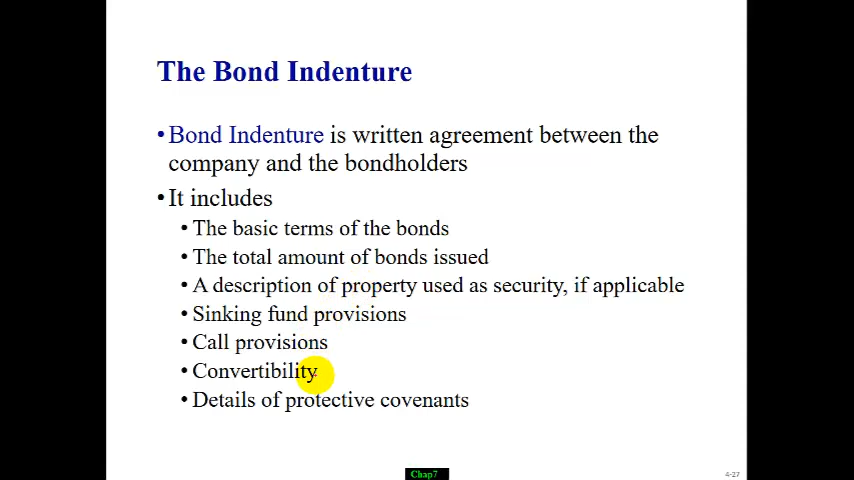 The Bond Indenture
• Bond Indenture is written agreement between the
company and the bondholders
• It includes
• The basic terms of the bonds
• The total amount of bonds issued
• A description of property used as security, if applicable
• Sinking fund provisions
• Call provisions
• Convertibility
• Details of protective covenants
Chap7
4-27